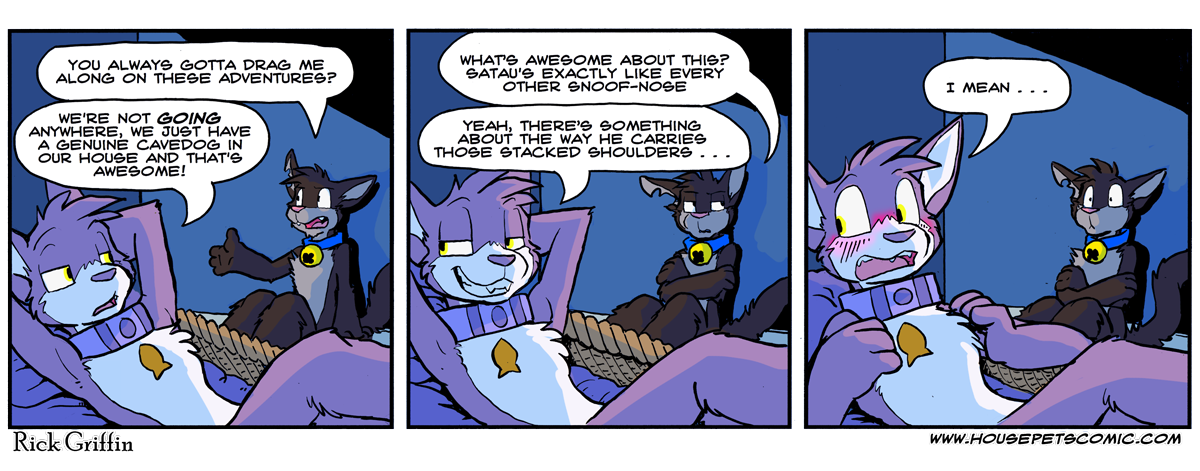 YOU ALWAYS GOTTA DRAG ME
ALONG ON THESE ADVENTURES?
WE'RE NOT GOING
ANYWHERE, WE JUST HAVE
A GENUINE CAVEDOG IN
OUR HOUSE AND THAT'S
AWESOME!
WHAT'S AWESOME ABOUT THIS?
SATAU'S EXACTLY LIKE EVERY
OTHER SNOOF-NOSE
YEAH, THERE'S SOMETHING
ABOUT THE WAY HE CARRIES
THOSE STACKED SHOULDERS . . .
I MEAN . . .
Rick Griffin
WWW.HOUSEPETSCOMIC.COM